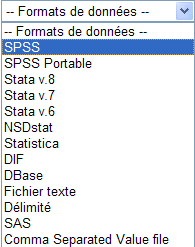 -- Formats de données --
-- Formats de données --
SPSS
SPSS Portable
Stata v.8
Stata v.7
Stata v.6
NSDstat
Statistica
DIF
DBase
Fichier texte
Délimité
SAS
Comma Separated Value file